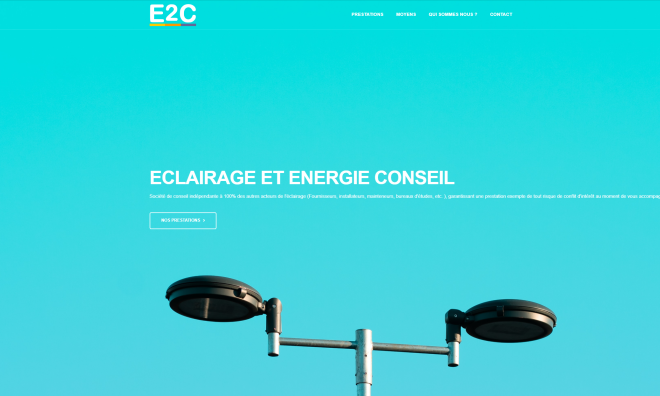 E2C
PRESTATIONS MOYENS QUI SOMMES NOUS ? CONTACT
ECLAIRAGE ET ENERGIE CONSEIL
Société de conseil indépendante à 100% des autres acteurs de l'éclairage (Fournisseurs, installateurs, mainteneurs, bureaux d'études, etc. ), garantissant une prestation exempte de tout risque de conflit d'intérêt au moment de vous accompag
NOS PRESTATIONS >